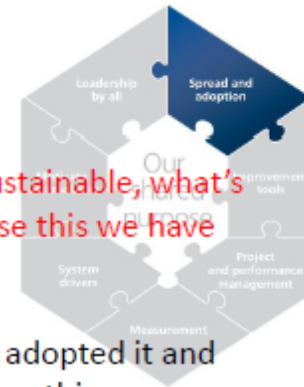 Leadership
by all
Spread and
adoption
ustainable, what's
Our
shared
purpose
Improvement
tools
se this we have
System
drivers
Project
and performance
management
Measurement
adopted it and